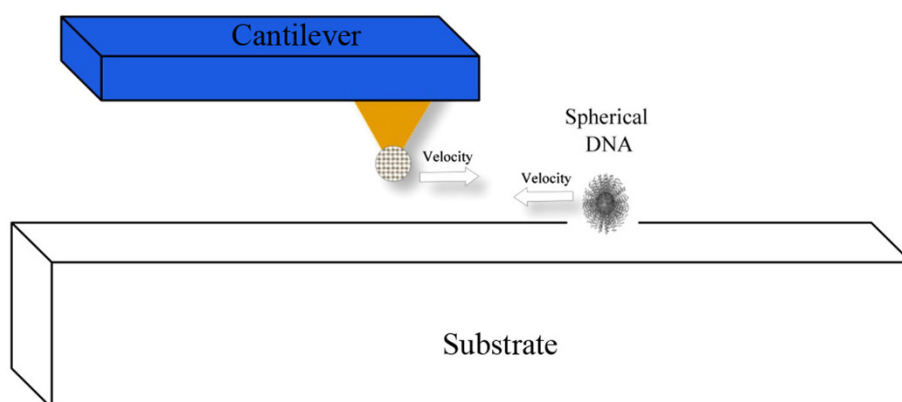 Cantilever
Spherical
DNA
Velocity
Velocity
Substrate